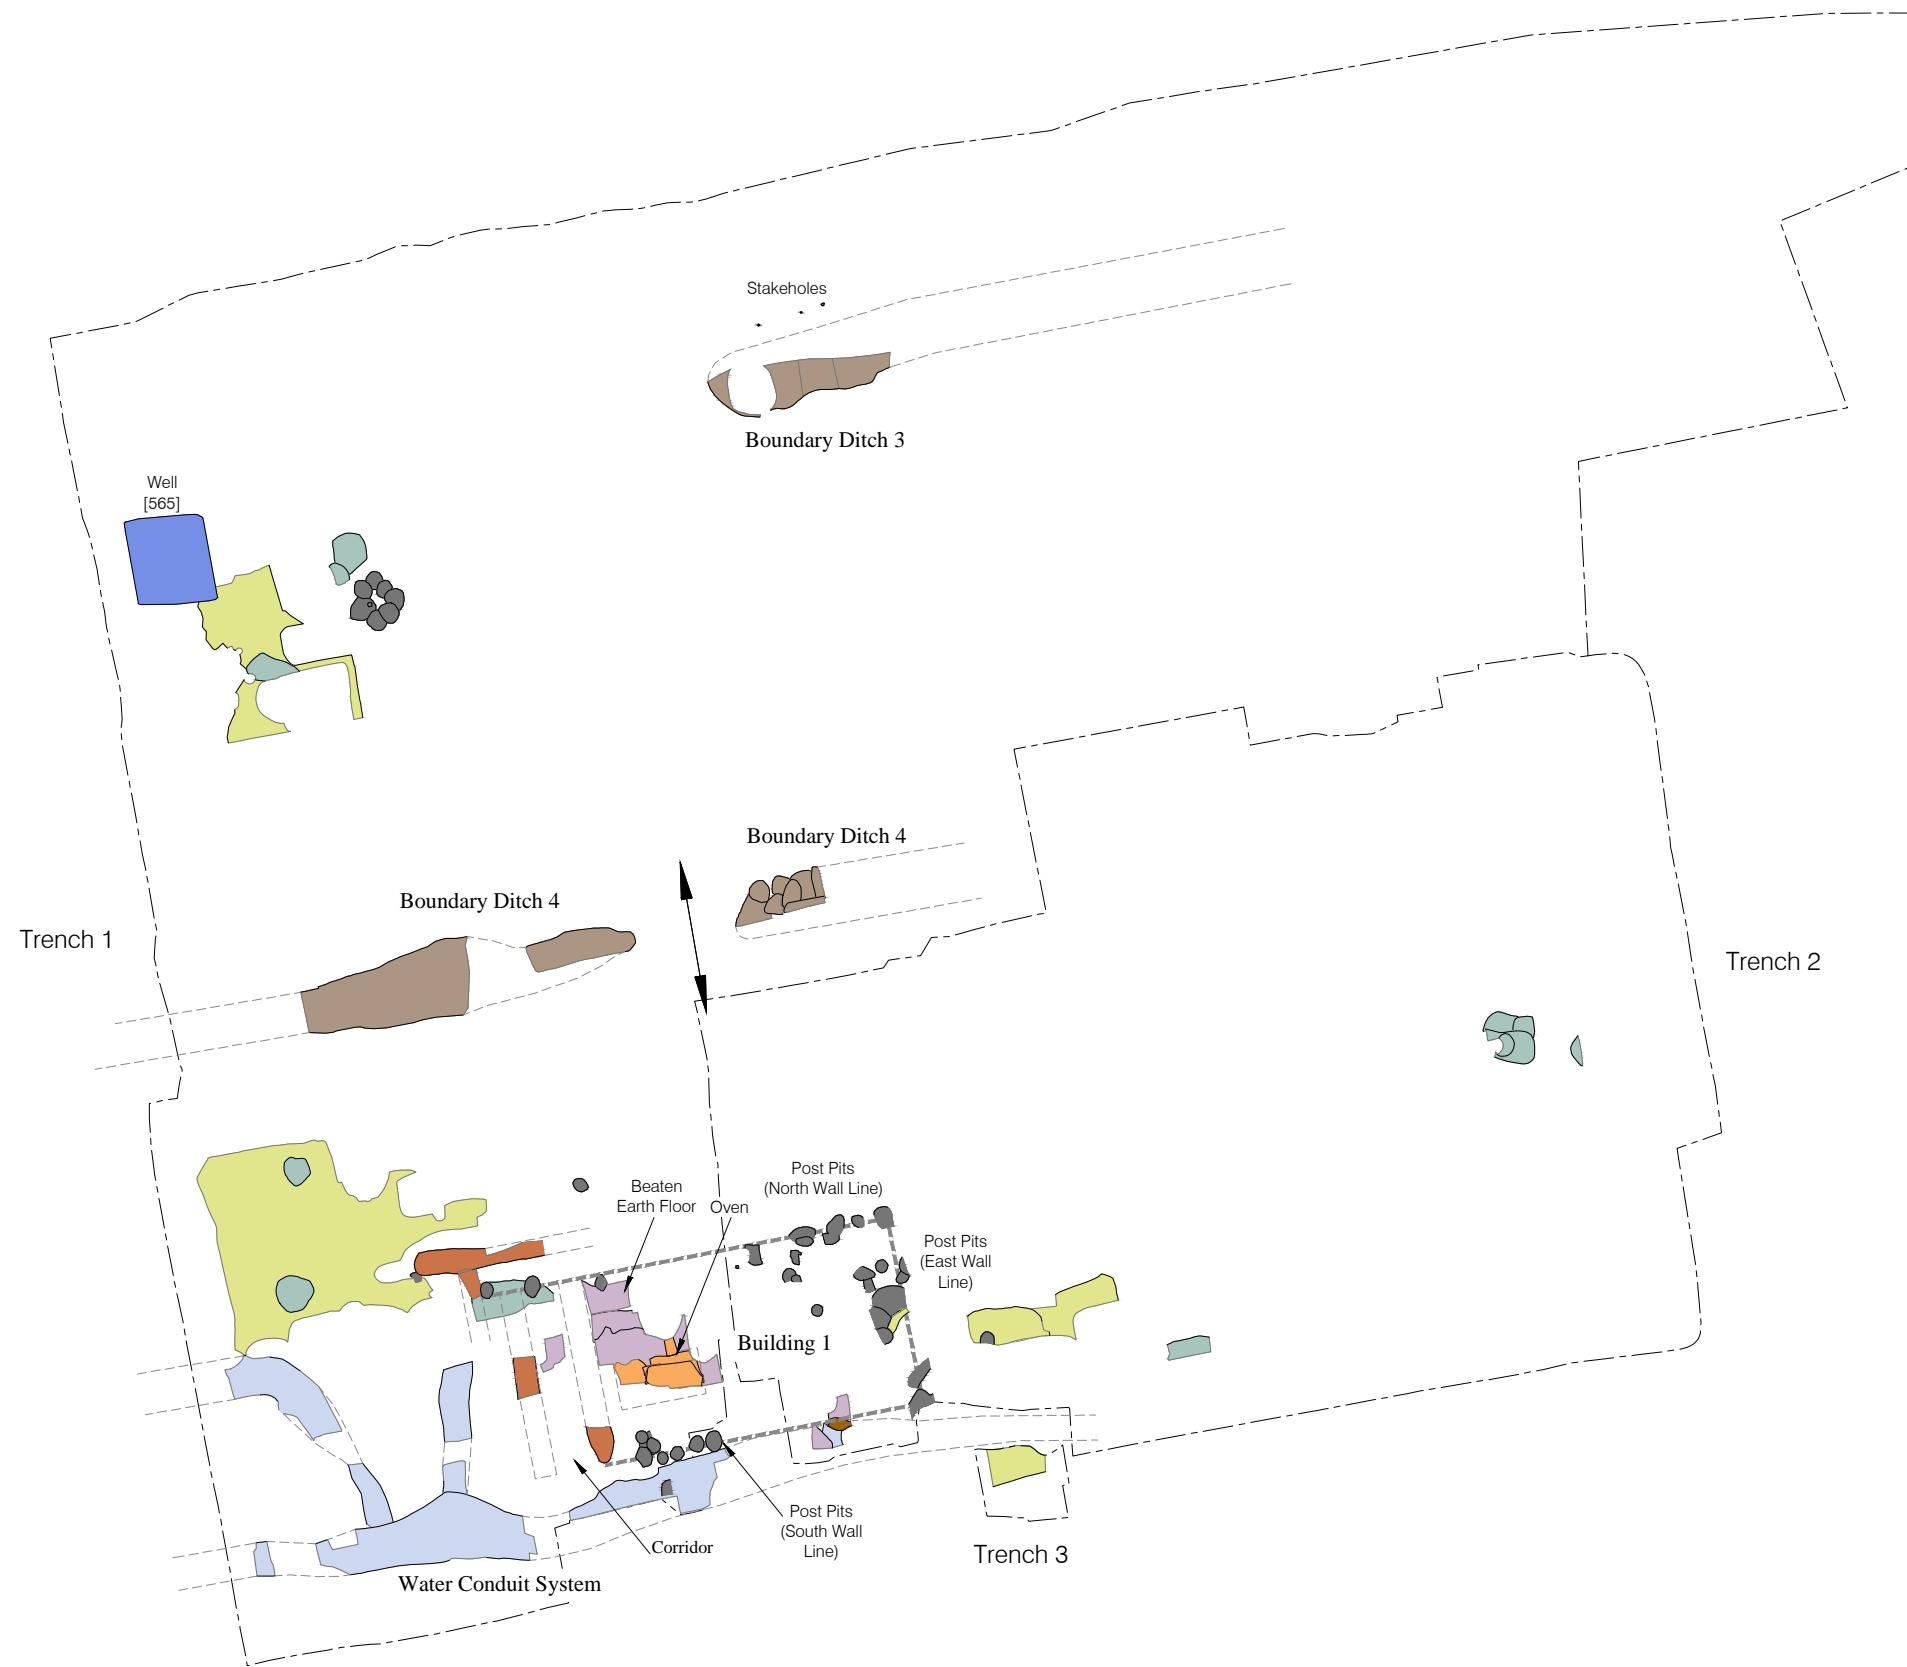 Stakeholes
Boundary Ditch 3
Well
[565]
Boundary Ditch 4
Boundary Ditch 4
Trench 1
Trench 2
Post Pits
(North Wall Line)
Beaten
Earth Floor
Oven
Post Pits
(East Wall
Line)
Building 1
Post Pits
(South Wall
Line)
Corridor
Trench 3
Water Conduit System